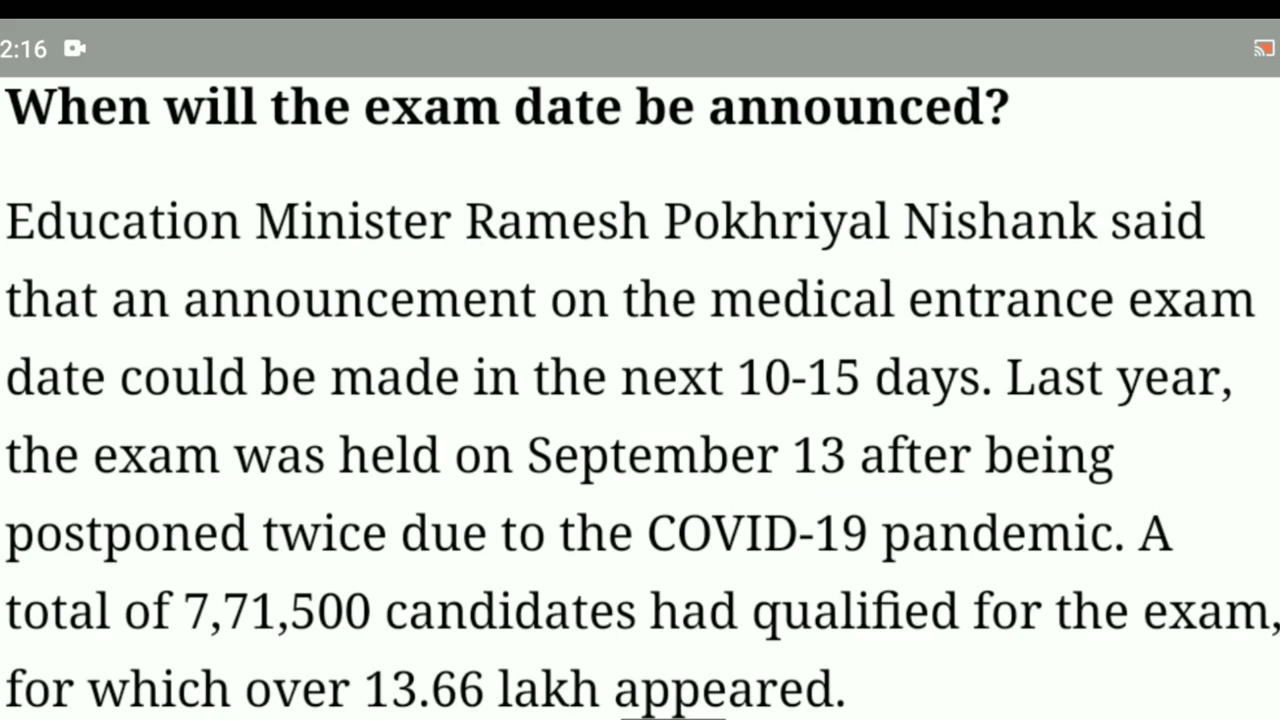 2:16
When will the exam date be announced?
Education Minister Ramesh Pokhriyal Nishank said
that an announcement on the medical entrance exam
date could be made in the next 10-15 days. Last year,
the exam was held on September 13 after being
postponed twice due to the COVID-19 pandemic. A
total of 7,71,500 candidates had qualified for the exam,
for which over 13.66 lakh appeared.